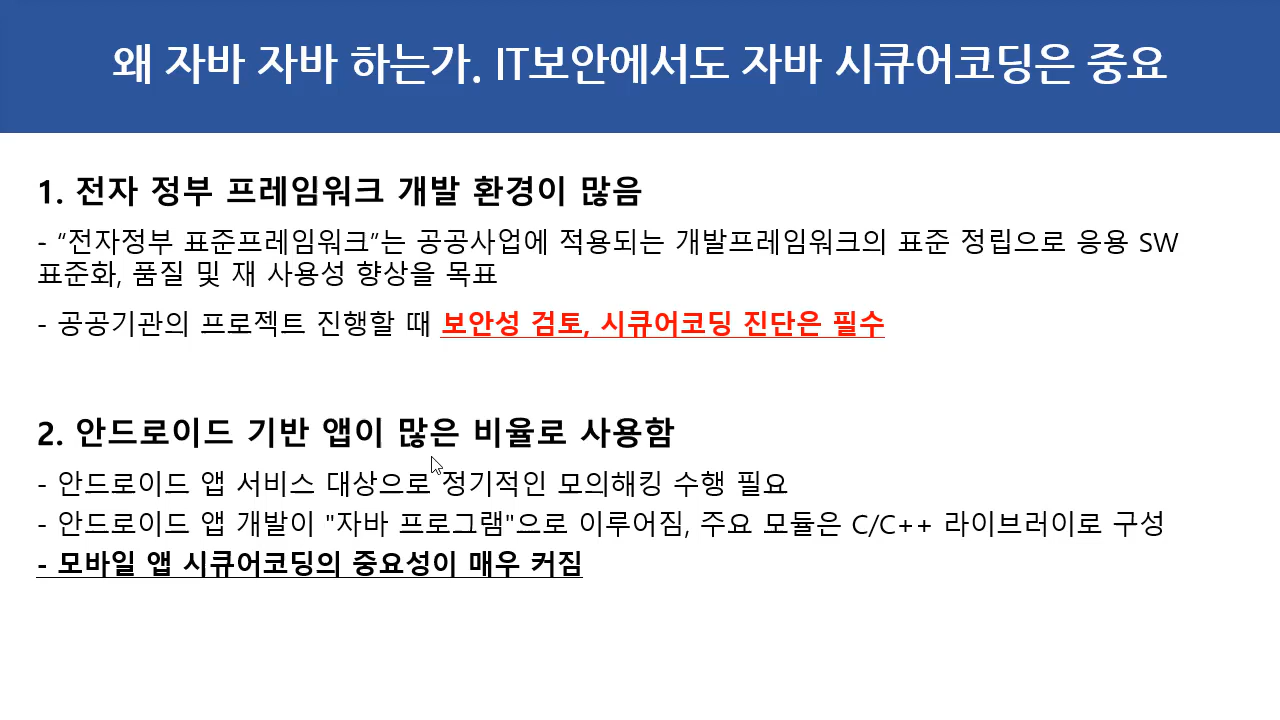 왜 자바 자바 하는가. IT보안에서도 자바 시큐어코딩은 중요
1. 전자 정부 프레임워크 개발 환경이 많음
- “전자정부 표준프레임워크”는 공공사업에 적용되는 개발프레임워크의 표준 정립으로 응용 SW
표준화, 품질 및 재 사용성 향상을 목표
- 공공기관의 프로젝트 진행할 때 보안성 검토, 시큐어코딩 진단은 필수
2. 안드로이드 기반 앱이 많은 비율로 사용함
- 안드로이드 앱 서비스 대상으로 정기적인 모의해킹 수행 필요
- 안드로이드 앱 개발이 "자바 프로그램"으로 이루어짐, 주요 모듈은 C/C++ 라이브러이로 구성
- 모바일 앱 시큐어코딩의 중요성이 매우 커짐